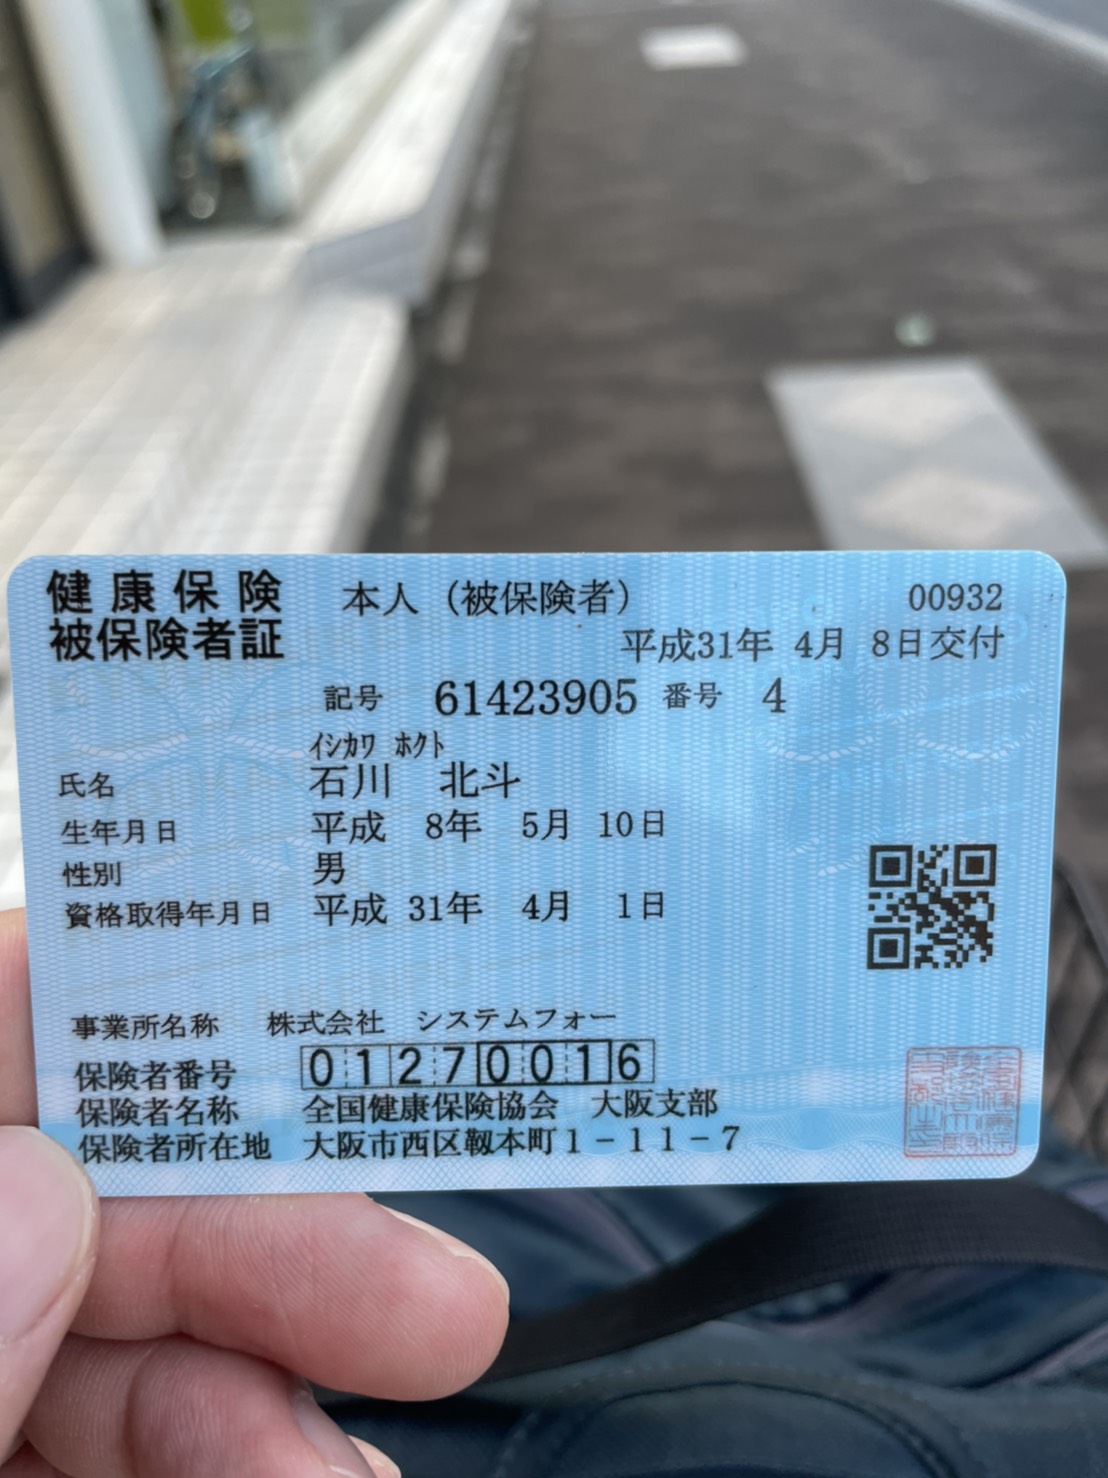 健康保険 本人（被保険者） 00932
被保険者証 平成31年 4月 8日交付
記号 61423905 番号 4
ｲｼｶﾜ ﾎｸﾄ
氏名 石川 北斗
生年月日 平成 8年 5月 10日
性別 男
資格取得年月日 平成 31年 4月 1日
事業所名称 株式会社 システムフォー
保険者番号 01270016
保険者名称 全国健康保険協会 大阪支部
保険者所在地 大阪市西区靱本町1－11－7